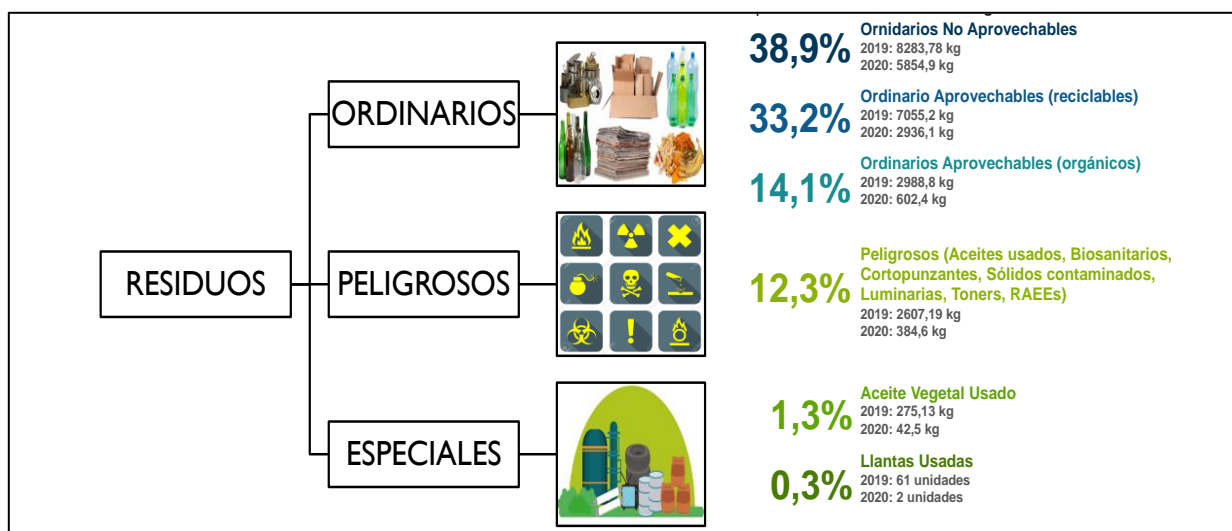 RESIDUOS
ORDINARIOS
38,9%
Ornidarios No Aprovechables
2019: 8283,78 kg
2020: 5854,9 kg
33,2%
Ordinario Aprovechables (reciclables)
2019: 7055,2 kg
2020: 2936,1 kg
14,1%
Ordinarios Aprovechables (orgánicos)
2019: 2988,8 kg
2020: 602,4 kg
PELIGROSOS
12,3%
Peligrosos (Aceites usados, Biosanitarios,
Cortopunzantes, Sólidos contaminados,
Luminarias, Toners, RAEEs)
2019: 2607,19 kg
2020: 384,6 kg
ESPECIALES
1,3%
Aceite Vegetal Usado
2019: 275,13 kg
2020: 42,5 kg
0,3%
Llantas Usadas
2019: 61 unidades
2020: 2 unidades